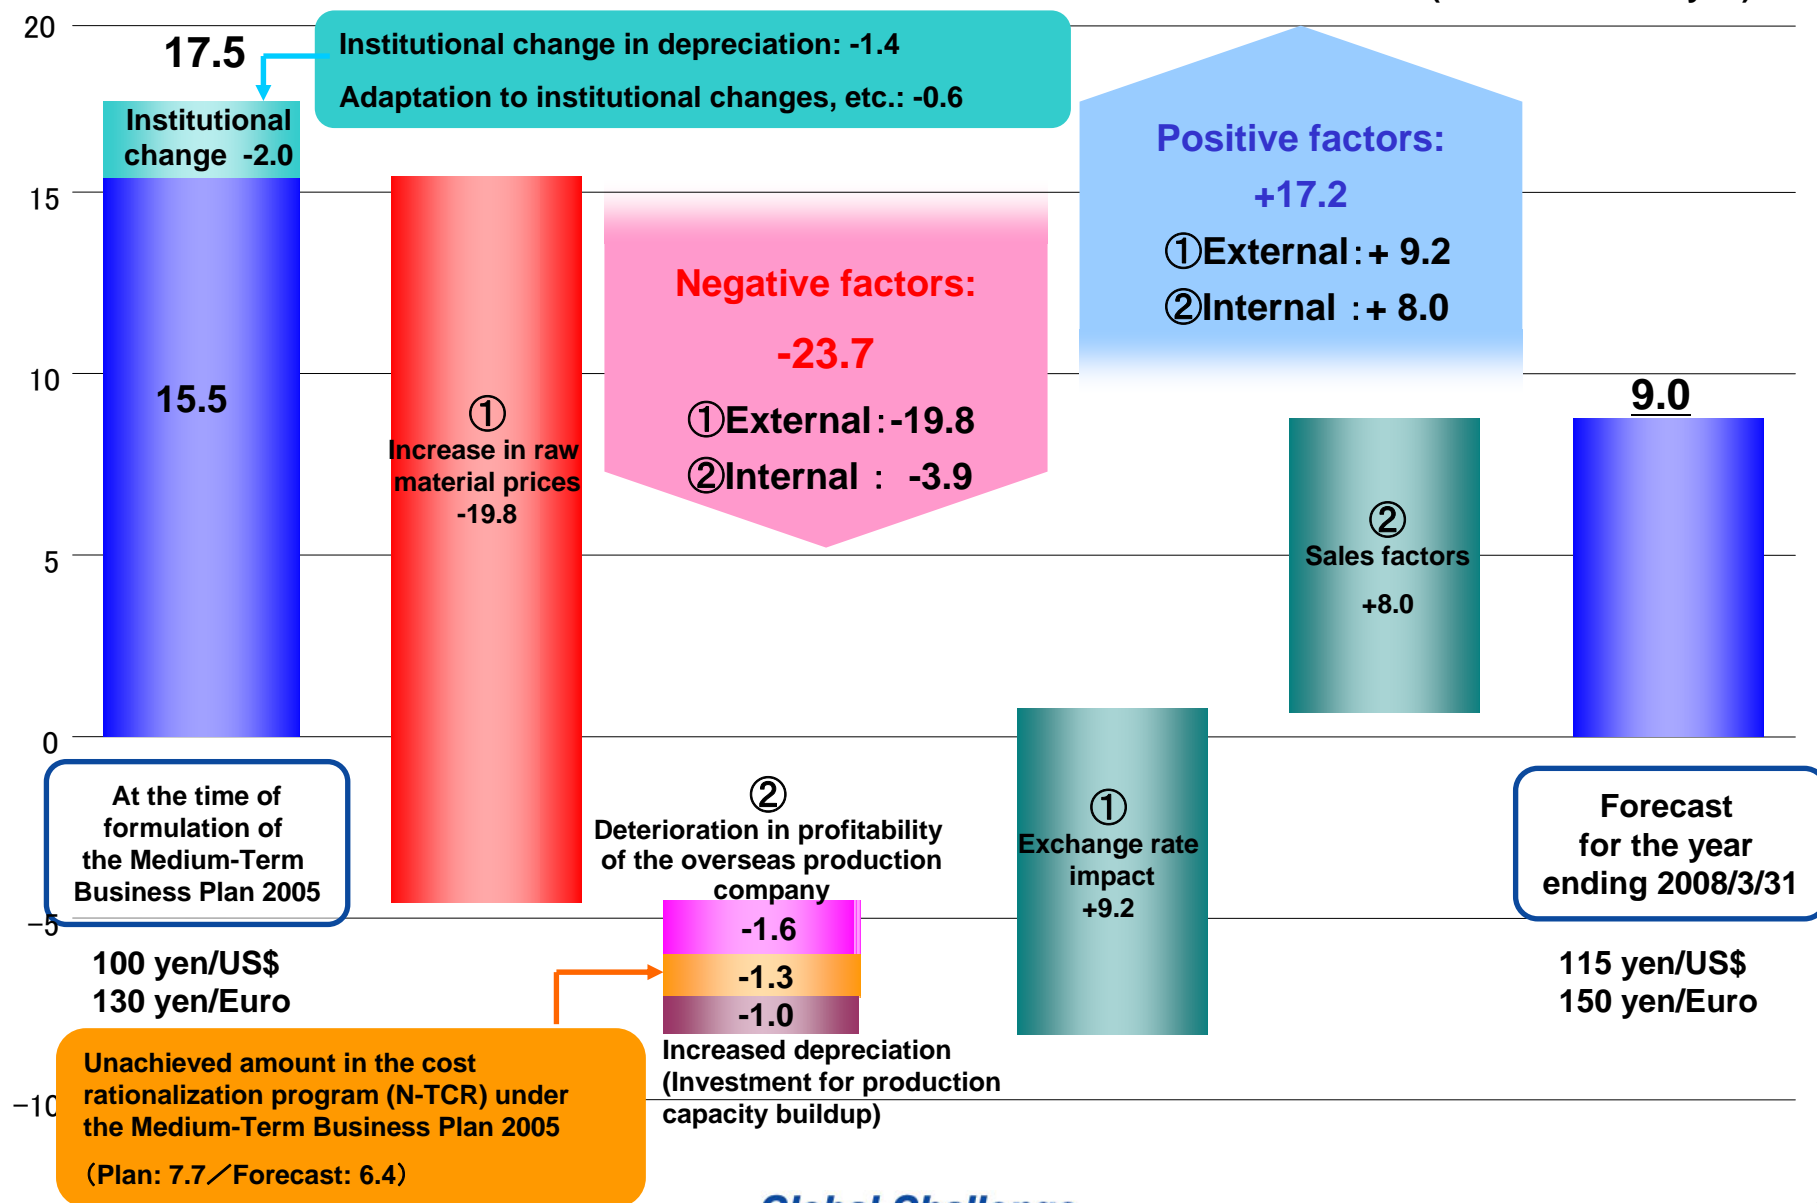 20
17.5
Institutional change in depreciation: -1.4
Adaptation to institutional changes, etc.: -0.6
Institutional
change -2.0
Positive factors:
+17.2
①External:+ 9.2
②Internal :+ 8.0
15
Negative factors:
-23.7
①External:-19.8
②Internal : -3.9
10
15.5
①
Increase in raw
material prices
-19.8
9.0
②
Sales factors
+8.0
5
0
At the time of
formulation of
the Medium-Term
Business Plan 2005
②
Deterioration in profitability
of the overseas production
company
①
Exchange rate
impact
+9.2
Forecast
for the year
ending 2008/3/31
-5
-1.6
-1.3
-1.0
100 yen/US$
130 yen/Euro
115 yen/US$
150 yen/Euro
Increased depreciation
(Investment for production
capacity buildup)
-10
Unachieved amount in the cost
rationalization program (N-TCR) under
the Medium-Term Business Plan 2005
(Plan: 7.7／Forecast: 6.4)
Global Challenge